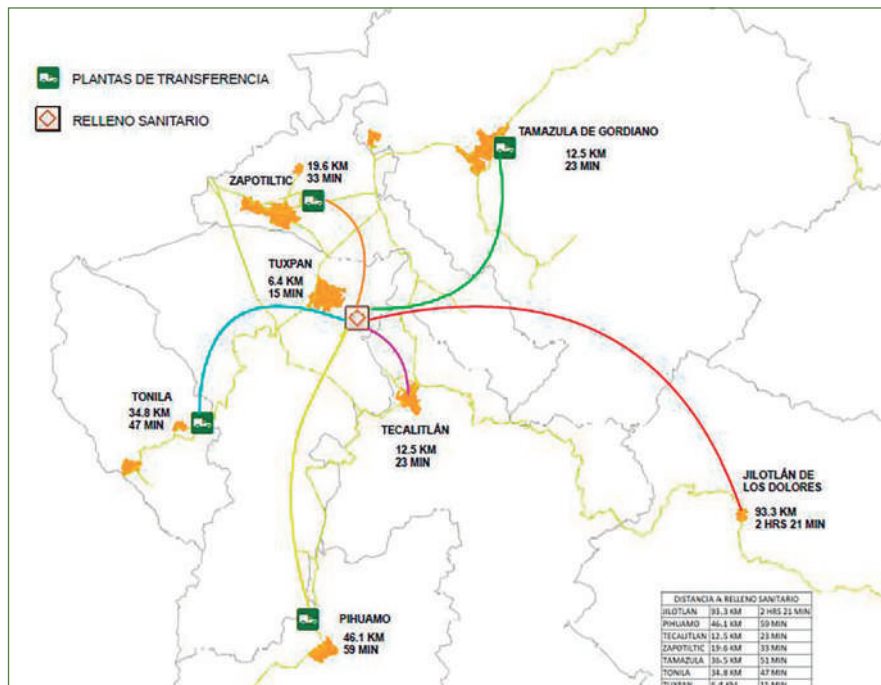 PLANTAS DE TRANSFERENCIA
RELLENO SANITARIO
TAMAZULA DE GORDIANO
12.5 KM
23 MIN
19.6 KM
33 MIN
ZAPOTILTIC
TUXPAN
6.4 KM
15 MIN
TONILA
34.8 KM
47 MIN
TECALITLÁN
12.5 KM
23 MIN
JILOTLÁN DE
LOS DOLORES
93.3 KM
2 HRS 21 MIN
PIHUAMO
46.1 KM
59 MIN
DISTANCIA A RELLENO SANITARIO
JILOTLAN 93.3 KM 2 HRS 21 MIN
PIHUAMO 46.1 KM 59 MIN
TECALITLAN 12.5 KM 23 MIN
ZAPOTILTIC 19.6 KM 33 MIN
TAMAZULA 36.5 KM 51 MIN
TONILA 34.8 KM 47 MIN